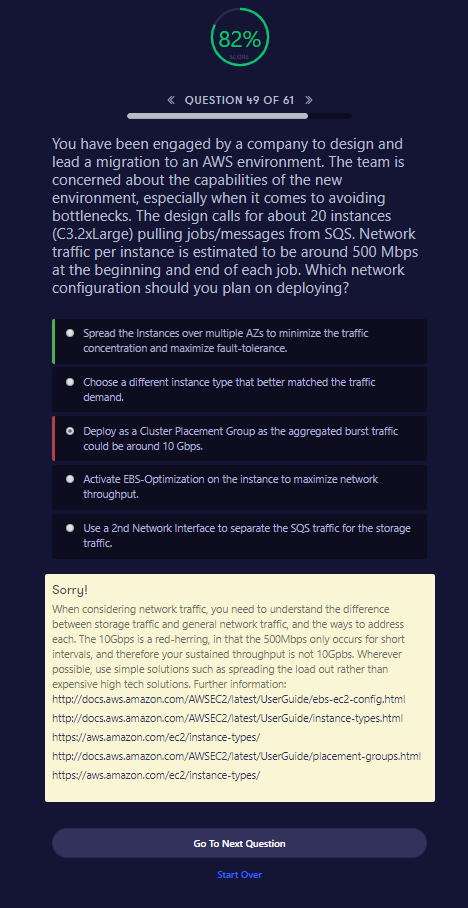 82%
SCORE
« QUESTION 49 OF 61 »
You have been engaged by a company to design and
lead a migration to an AWS environment. The team is
concerned about the capabilities of the new
environment, especially when it comes to avoiding
bottlenecks. The design calls for about 20 instances
(C3.2xLarge) pulling jobs/messages from SQS. Network
traffic per instance is estimated to be around 500 Mbps
at the beginning and end of each job. Which network
configuration should you plan on deploying?
Spread the Instances over multiple AZs to minimize the traffic
concentration and maximize fault-tolerance.
Choose a different instance type that better matched the traffic
demand.
Deploy as a Cluster Placement Group as the aggregated burst traffic
could be around 10 Gbps.
Activate EBS-Optimization on the instance to maximize network
throughput.
Use a 2nd Network Interface to separate the SQS traffic for the storage
traffic.
Sorry!
When considering network traffic, you need to understand the difference
between storage traffic and general network traffic, and the ways to address
each. The 10Gbps is a red-herring, in that the 500Mbps only occurs for short
intervals, and therefore your sustained throughput is not 10Gpbs. Wherever
possible, use simple solutions such as spreading the load out rather than
expensive high tech solutions. Further information:
http://docs.aws.amazon.com/AWSEC2/latest/UserGuide/ebs-ec2-config.html
http://docs.aws.amazon.com/AWSEC2/latest/UserGuide/instance-types.html
https://aws.amazon.com/ec2/instance-types/
http://docs.aws.amazon.com/AWSEC2/latest/UserGuide/placement-groups.html
https://aws.amazon.com/ec2/instance-types/
Go To Next Question
Start Over